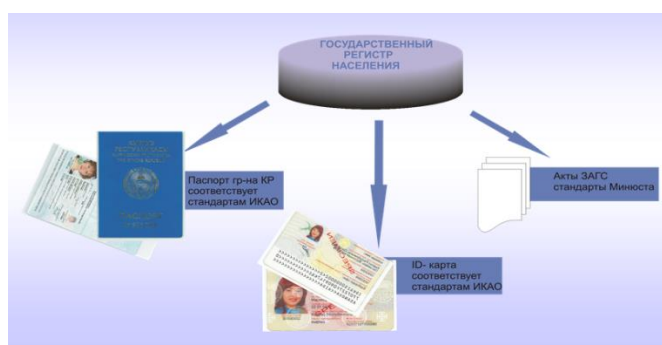 ГОСУДАРСТВЕННЫЙ
РЕГИСТР
НАСЕЛЕНИЯ
Паспорт гр-на КР
соответствует
стандартам ИКАО
Акты ЗАГС
стандарты Минюста
ID- карта
соответствует
стандартам ИКАО